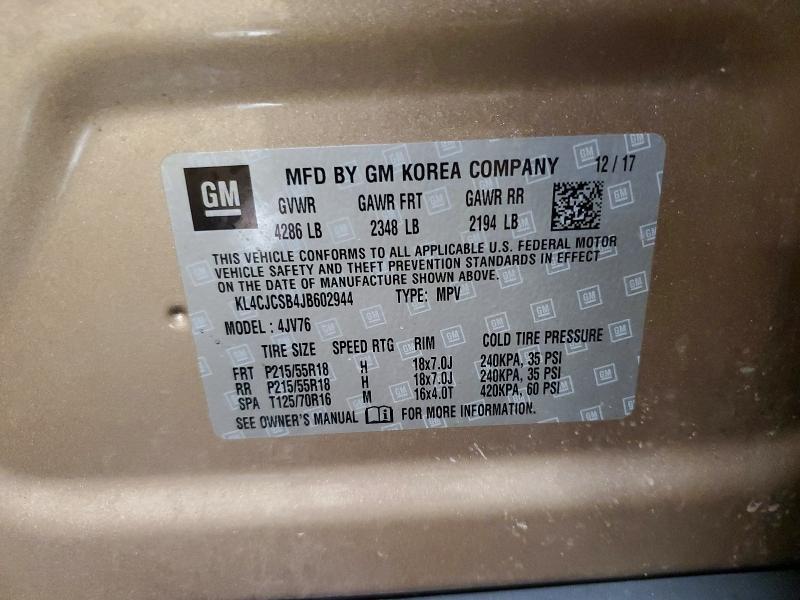 GM MFD BY GM KOREA COMPANY 12 / 17
GVWR GAWR FRT GAWR RR
4286 LB 2348 LB 2194 LB
THIS VEHICLE CONFORMS TO ALL APPLICABLE U.S. FEDERAL MOTOR
VEHICLE SAFETY AND THEFT PREVENTION STANDARDS IN EFFECT
ON THE DATE OF MANUFACTURE SHOWN ABOVE.
KL4CJCSB4JB602944 TYPE: MPV
MODEL : 4JV76
TIRE SIZE SPEED RTG RIM COLD TIRE PRESSURE
FRT P215/55R18 H 18x7.0J 240KPA, 35 PSI
RR P215/55R18 H 18x7.0J 240KPA, 35 PSI
SPA T125/70R16 M 16x4.0T 420KPA, 60 PSI
SEE OWNER'S MANUAL FOR MORE INFORMATION.